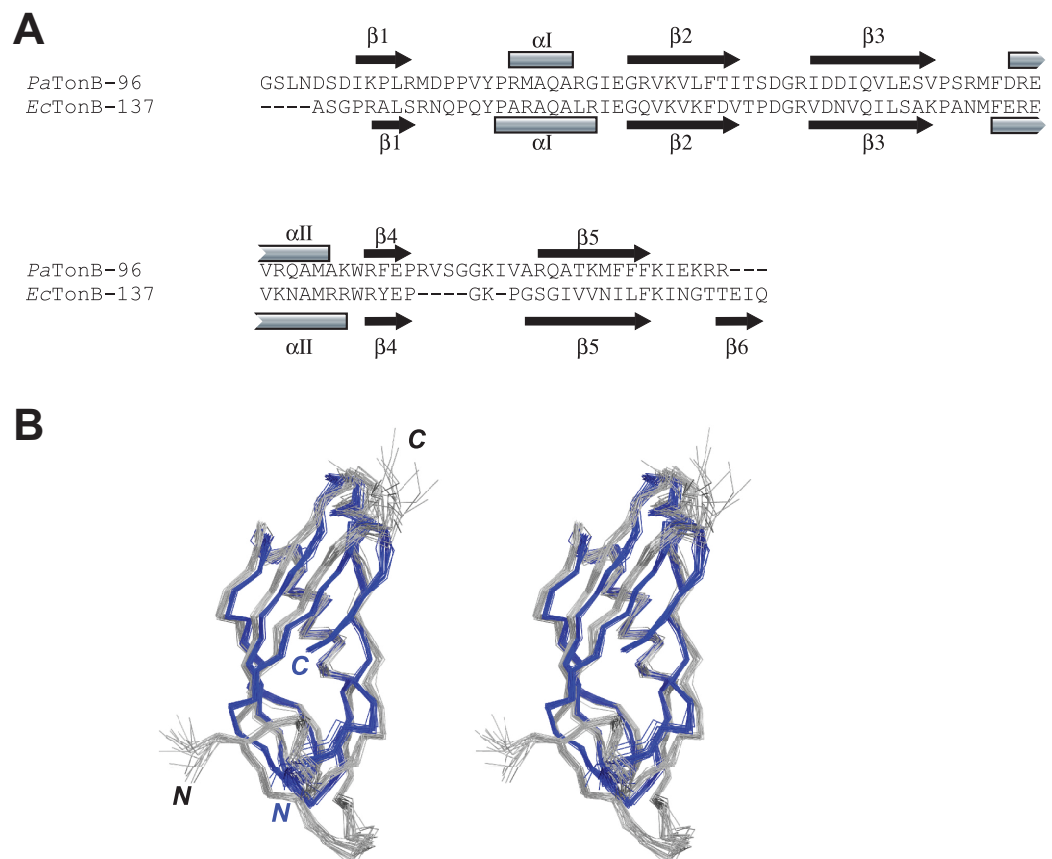 A
β1 αI β2 β3
PaTonB-96 GSLNDSDIKPLRMDPPVYPRMAQARGIEGRVKVLFTITSDGRIDDIQVLESVPSRMFDRE
EcTonB-137 ----ASGPRALSRNQPQYPARAQALRIEGQVKVKFDVTPDGRVDNVQILSAKPANMFERE
β1 αI β2 β3
αII β4 β5
PaTonB-96 VRQAMAKWRFEPRVSGGKIVARQATKMFFFKIEKRR---
EcTonB-137 VKNAMRRWRYEP----GK-PGSGIVVNILFKINGTTEIQ
αII β4 β5 β6
B
C
C
N
N